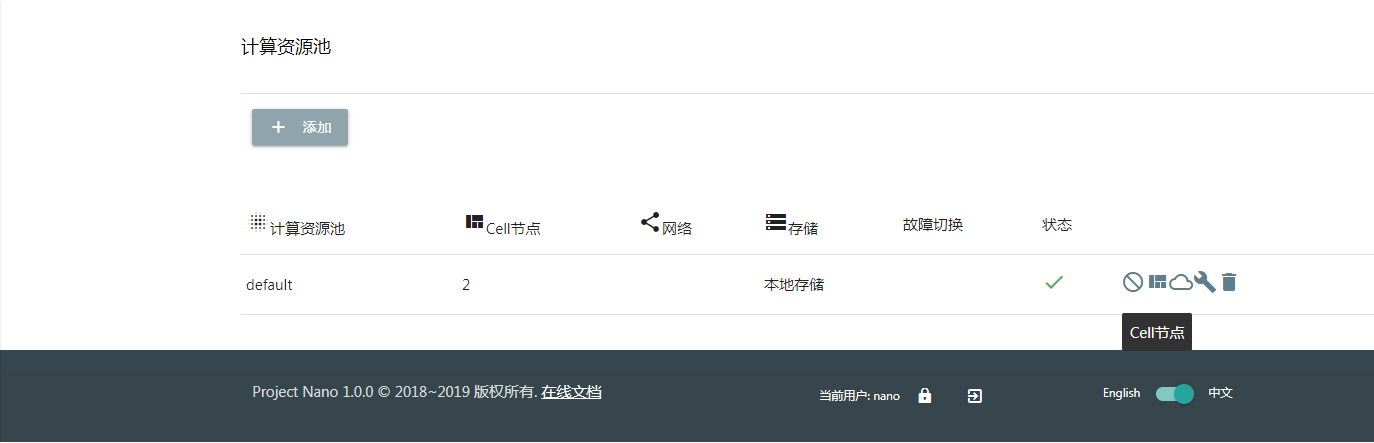 计算资源池
添加
计算资源池 Cell节点 网络 存储 故障切换 状态
default 2 本地存储
Cell节点
Project Nano 1.0.0 © 2018~2019 版权所有. 在线文档 当前用户: nano English 中文